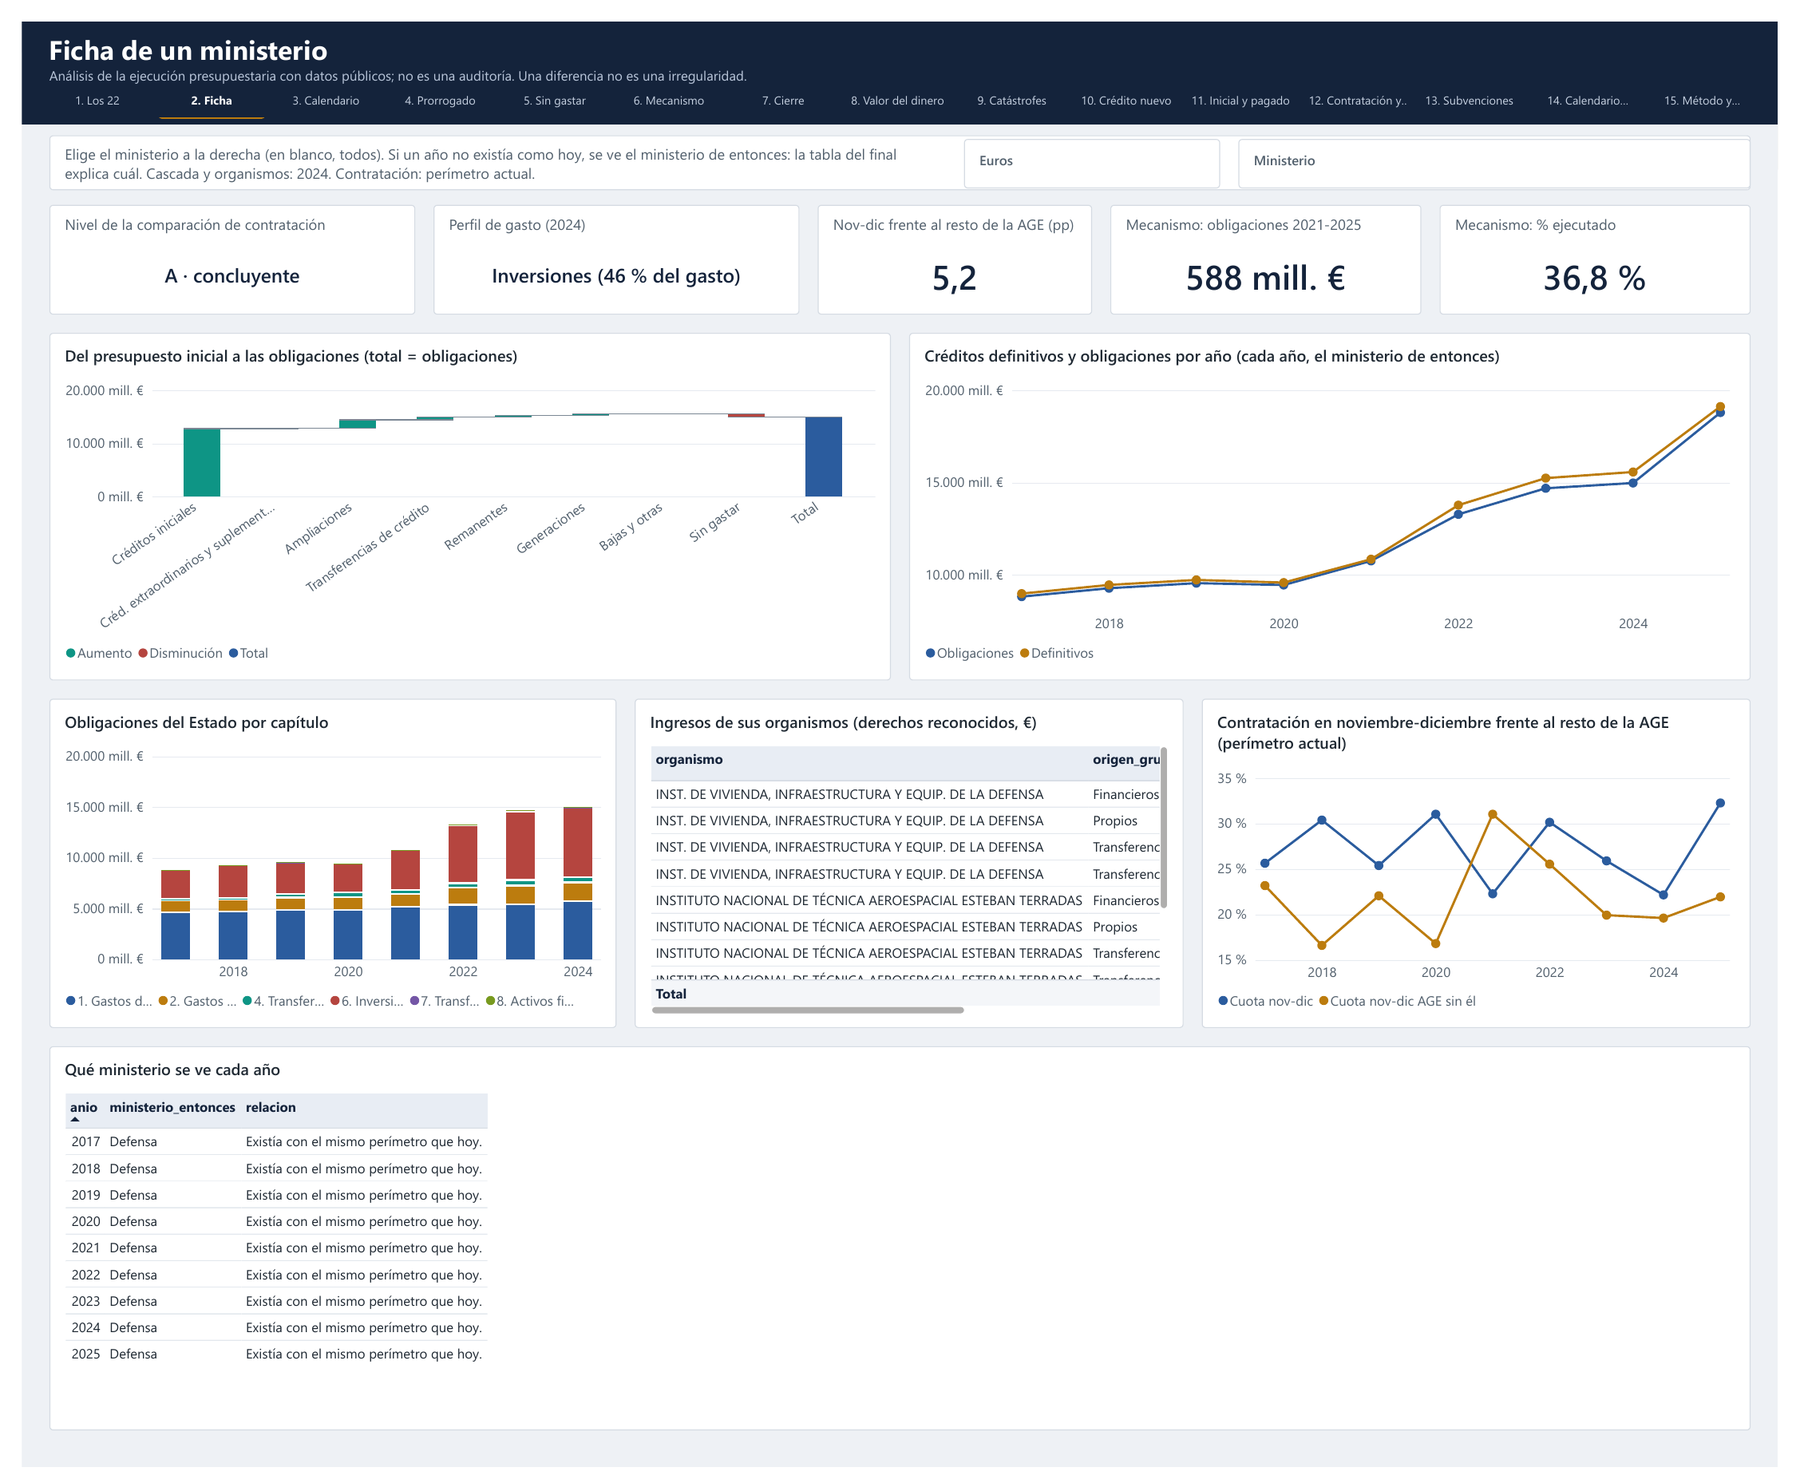 Ficha de un ministerio
Análisis de la ejecución presupuestaria con datos públicos; no es una auditoría. Una diferencia no es una irregularidad.
1. Los 22
2. Ficha
3. Calendario
4. Prorrogado
5. Sin gastar
6. Mecanismo
7. Cierre
8. Valor del dinero
9. Catástrofes
10. Crédito nuevo
11. Inicial y pagado
12. Contratación y..
13. Subvenciones
14. Calendario...
15. Método y...
Elige el ministerio a la derecha (en blanco, todos). Si un año no existía como hoy, se ve el ministerio de entonces: la tabla del final
explica cuál. Cascada y organismos: 2024. Contratación: perímetro actual.
Euros
Ministerio
Nivel de la comparación de contratación
A · concluyente
Perfil de gasto (2024)
Inversiones (46 % del gasto)
Nov-dic frente al resto de la AGE (pp)
5,2
Mecanismo: obligaciones 2021-2025
588 mill. €
Mecanismo: % ejecutado
36,8 %
Del presupuesto inicial a las obligaciones (total = obligaciones)
20.000 mill. €
10.000 mill. €
0 mill. €
Créditos iniciales
Créd. extraordinarios y suplement...
Ampliaciones
Transferencias de crédito
Remanentes
Generaciones
Bajas y otras
Sin gastar
Total
Aumento
Disminución
Total
Créditos definitivos y obligaciones por año (cada año, el ministerio de entonces)
20.000 mill. €
15.000 mill. €
10.000 mill. €
2018
2020
2022
2024
Obligaciones
Definitivos
Obligaciones del Estado por capítulo
20.000 mill. €
15.000 mill. €
10.000 mill. €
5.000 mill. €
0 mill. €
2018
2020
2022
2024
1. Gastos d...
2. Gastos ...
4. Transfer...
6. Inversi...
7. Transf...
8. Activos fi...
Ingresos de sus organismos (derechos reconocidos, €)
organismo origen_gru
INST. DE VIVIENDA, INFRAESTRUCTURA Y EQUIP. DE LA DEFENSA Financieros
INST. DE VIVIENDA, INFRAESTRUCTURA Y EQUIP. DE LA DEFENSA Propios
INST. DE VIVIENDA, INFRAESTRUCTURA Y EQUIP. DE LA DEFENSA Transferenc
INST. DE VIVIENDA, INFRAESTRUCTURA Y EQUIP. DE LA DEFENSA Transferenc
INSTITUTO NACIONAL DE TÉCNICA AEROESPACIAL ESTEBAN TERRADAS Financieros
INSTITUTO NACIONAL DE TÉCNICA AEROESPACIAL ESTEBAN TERRADAS Propios
INSTITUTO NACIONAL DE TÉCNICA AEROESPACIAL ESTEBAN TERRADAS Transferenc
INSTITUTO NACIONAL DE TÉCNICA AEROESPACIAL ESTEBAN TERRADAS Transferenc
Total
Contratación en noviembre-diciembre frente al resto de la AGE
(perímetro actual)
35 %
30 %
25 %
20 %
15 %
2018
2020
2022
2024
Cuota nov-dic
Cuota nov-dic AGE sin él
Qué ministerio se ve cada año
anio ministerio_entonces relacion
2017 Defensa Existía con el mismo perímetro que hoy.
2018 Defensa Existía con el mismo perímetro que hoy.
2019 Defensa Existía con el mismo perímetro que hoy.
2020 Defensa Existía con el mismo perímetro que hoy.
2021 Defensa Existía con el mismo perímetro que hoy.
2022 Defensa Existía con el mismo perímetro que hoy.
2023 Defensa Existía con el mismo perímetro que hoy.
2024 Defensa Existía con el mismo perímetro que hoy.
2025 Defensa Existía con el mismo perímetro que hoy.